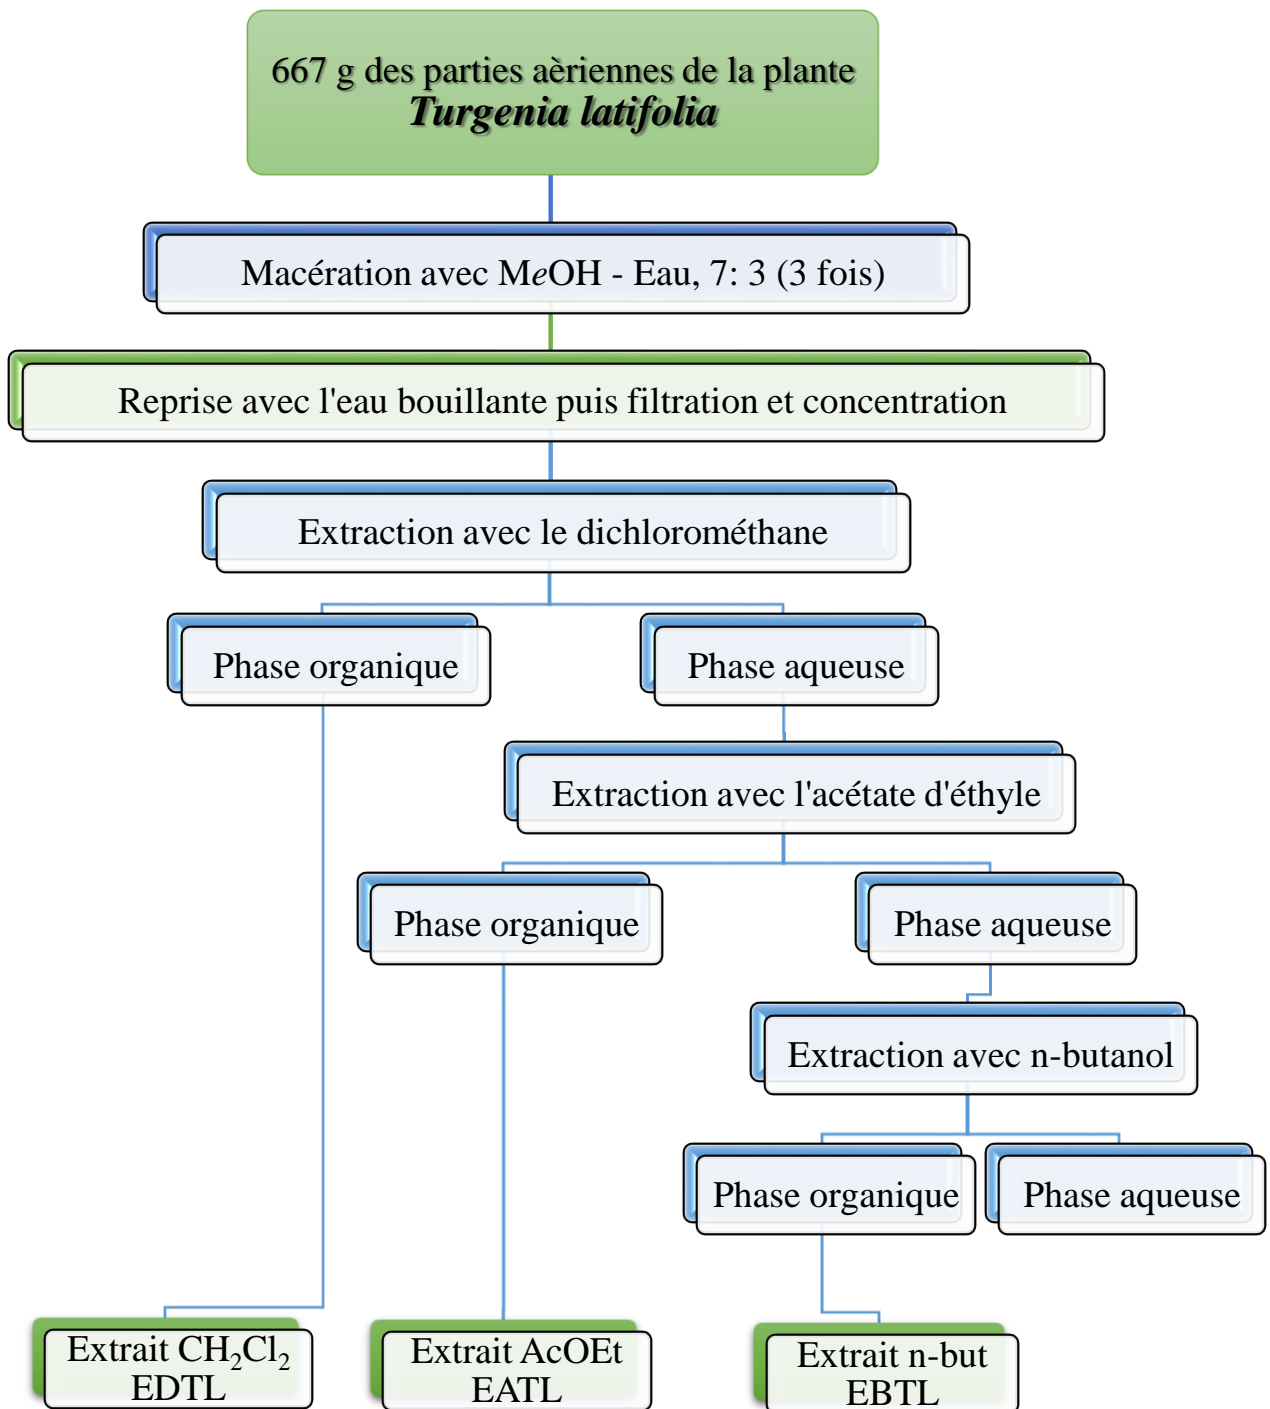 667 g des parties aèriennes de la plante
Turgenia latifolia
Macération avec MeOH - Eau, 7: 3 (3 fois)
Reprise avec l'eau bouillante puis filtration et concentration
Extraction avec le dichlorométhane
Phase organique
Phase aqueuse
Extraction avec l'acétate d'éthyle
Phase organique
Phase aqueuse
Extraction avec n-butanol
Phase organique
Phase aqueuse
Extrait CH₂Cl₂
EDTL
Extrait AcOEt
EATL
Extrait n-but
EBTL